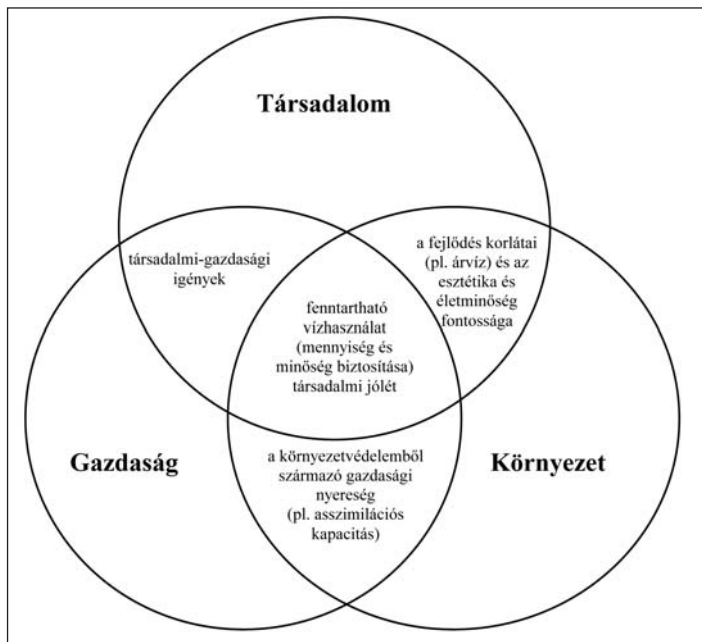 Társadalom
társadalmi-gazdasági
igények
a fejlődés korlátai
(pl. árvíz) és az
esztétika és
életminőség
fontossága
fenntartható
vízhasználat
(mennyiség és
minőség biztosítása)
társadalmi jólét
Gazdaság
a környezetvédelemből
származó gazdasági
nyereség
(pl. asszimilációs
kapacitás)
Környezet